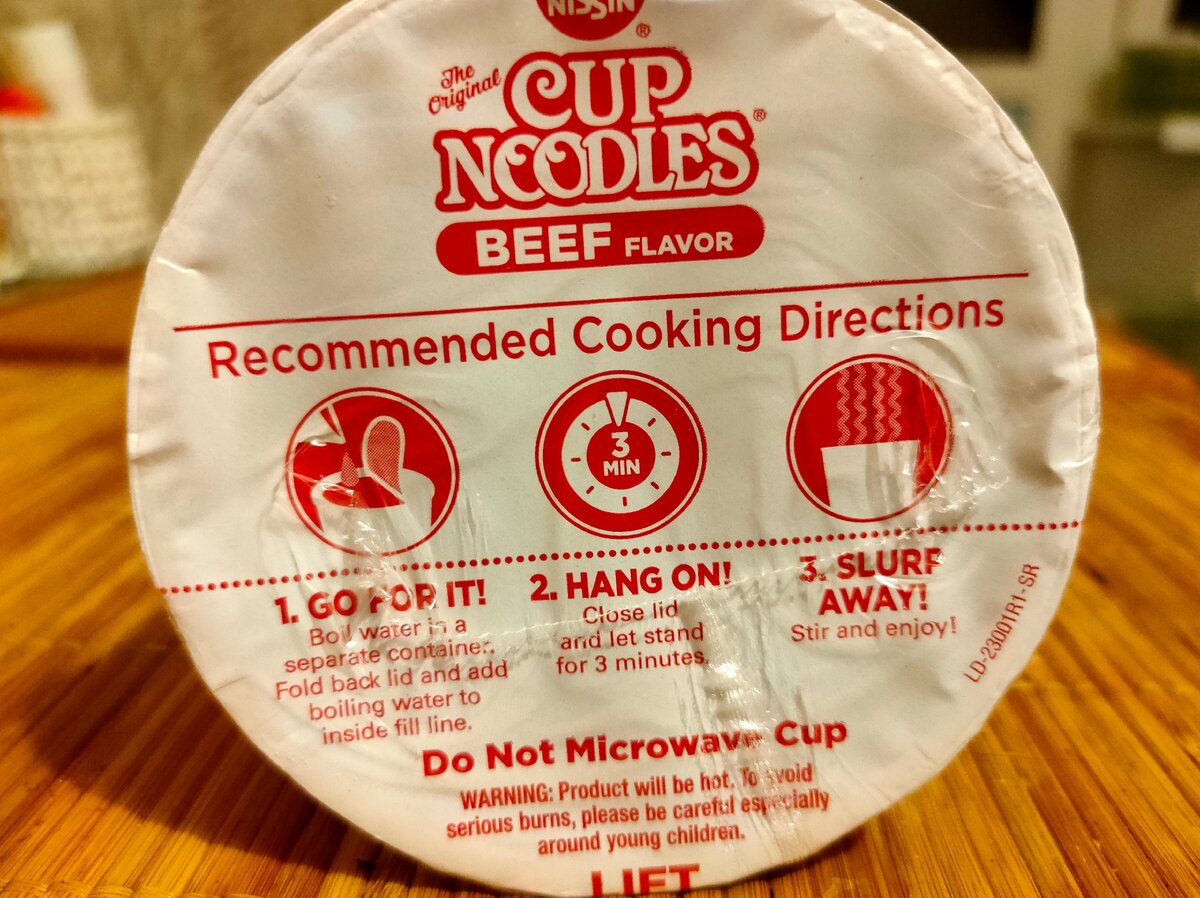 NISSIN
®
The Original
CUP
NOODLES®
BEEF FLAVOR
Recommended Cooking Directions
3
MIN
1. GO FOR IT!
Boil water in a
separate container.
Fold back lid and add
boiling water to
inside fill line.
2. HANG ON!
Close lid
and let stand
for 3 minutes.
3. SLURP
AWAY!
Stir and enjoy!
LD-23001R1-SR
Do Not Microwave Cup
WARNING: Product will be hot. To avoid
serious burns, please be careful especially
around young children.
LIFT